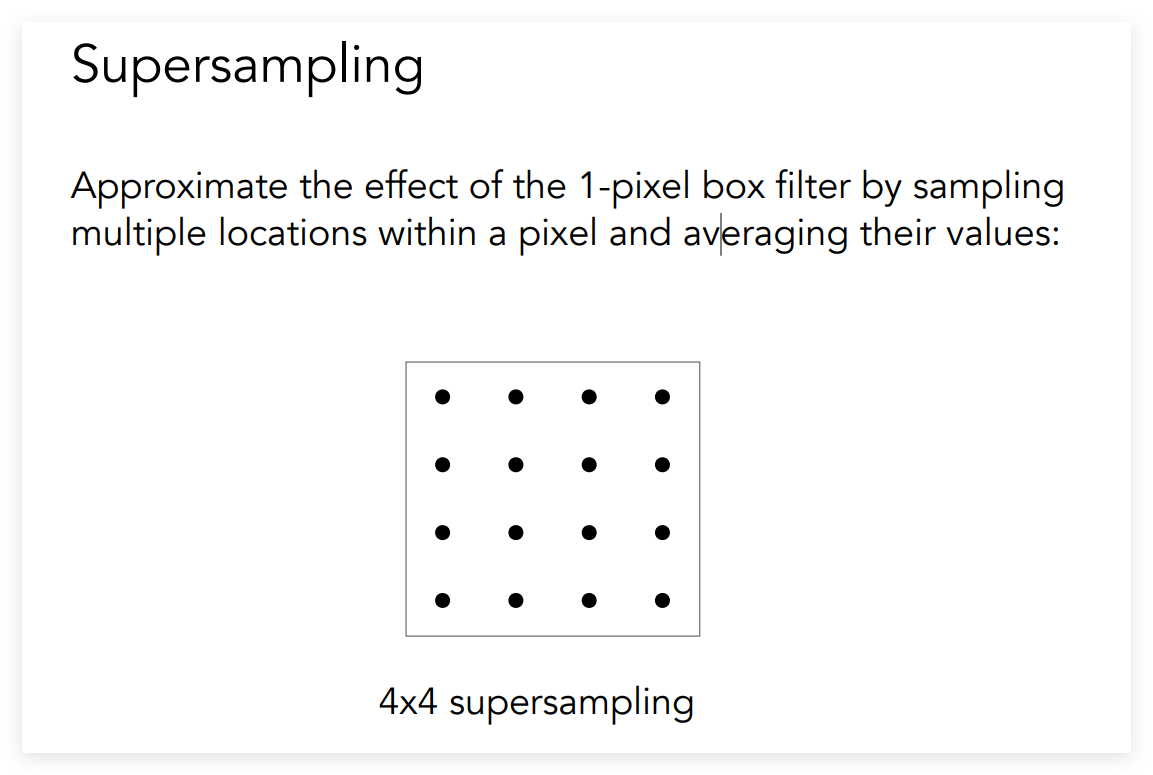 Supersampling
Approximate the effect of the 1-pixel box filter by sampling
multiple locations within a pixel and averaging their values:
4x4 supersampling